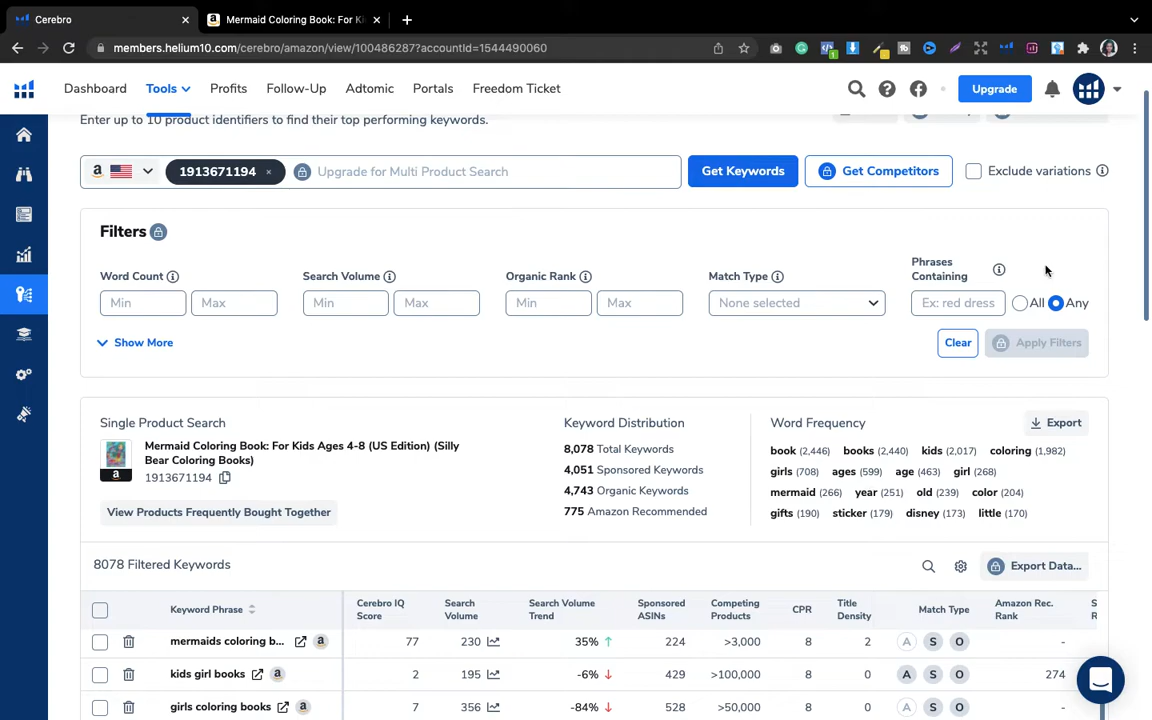 Cerebro
Mermaid Coloring Book: For Ki
members.helium10.com/cerebro/amazon/view/100486287?accountId=1544490060
Dashboard Tools Profits Follow-Up Adtomic Portals Freedom Ticket Upgrade
Enter up to 10 product identifiers to find their top performing keywords.
1913671194 × Upgrade for Multi Product Search Get Keywords Get Competitors Exclude variations
Filters
Word Count Search Volume Organic Rank Match Type Phrases Containing
Min Max Min Max Min Max None selected Ex: red dress All Any
Show More Clear Apply Filters
Single Product Search Keyword Distribution Word Frequency Export
Mermaid Coloring Book: For Kids Ages 4-8 (US Edition) (Silly
Bear Coloring Books)
1913671194
View Products Frequently Bought Together
8,078 Total Keywords
4,051 Sponsored Keywords
4,743 Organic Keywords
775 Amazon Recommended
book (2,446) books (2,440) kids (2,017) coloring (1,982)
girls (708) ages (599) age (463) girl (268)
mermaid (266) year (251) old (239) color (204)
gifts (190) sticker (179) disney (173) little (170)
8078 Filtered Keywords Export Data...
Keyword Phrase Cerebro IQ Score Search Volume Search Volume Trend Sponsored ASINs Competing Products CPR Title Density Match Type Amazon Rec. Rank
mermaids coloring b... 77 230 35% 224 >3,000 8 2 A S O -
kids girl books 2 195 -6% 429 >100,000 8 0 A S O 274
girls coloring books 7 356 -84% 528 >50,000 8 0 A S O -